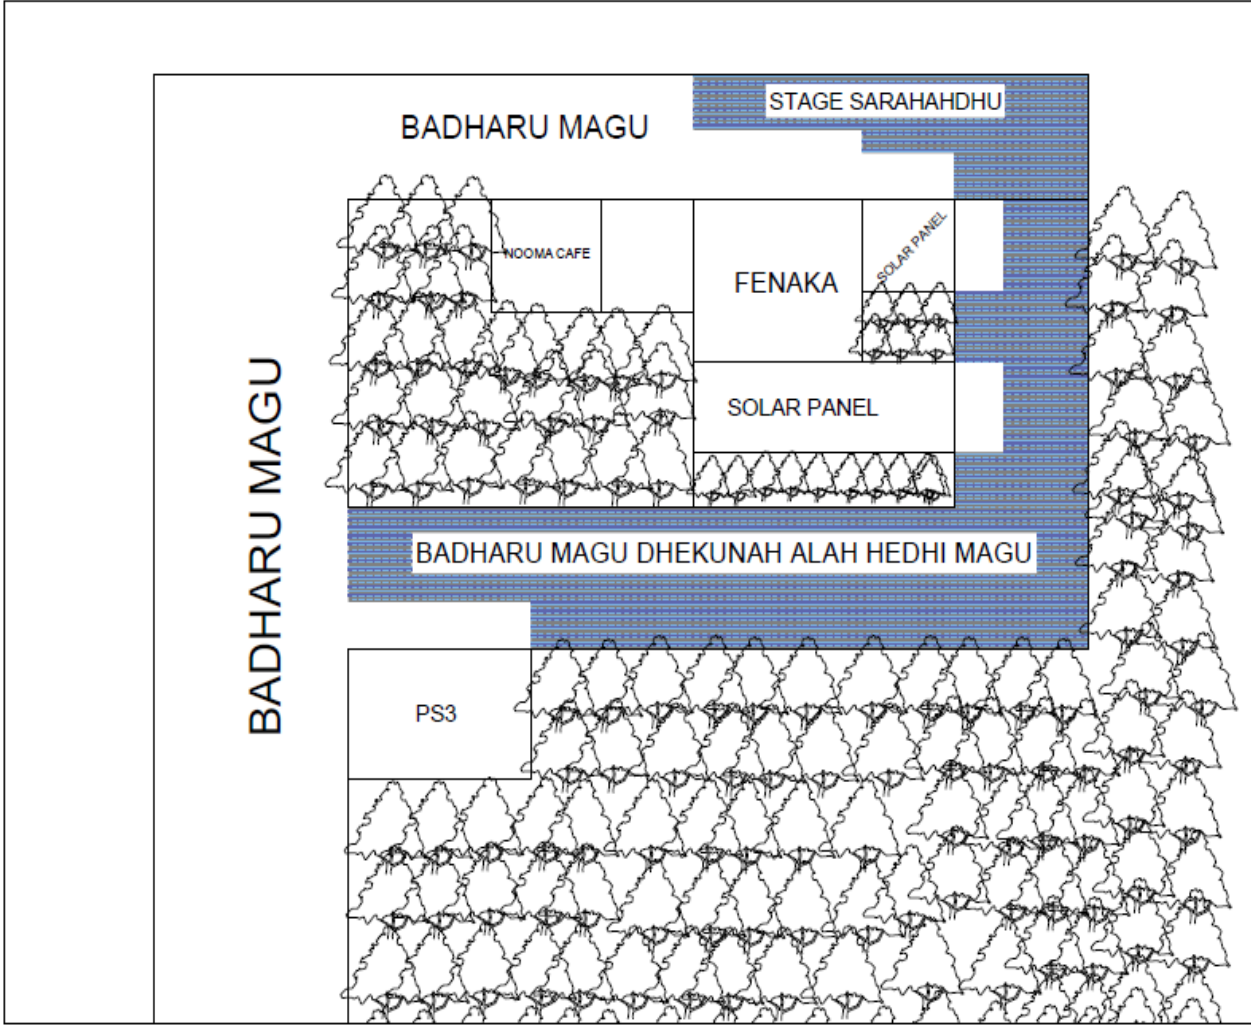 STAGE SARAHAHDHU
BADHARU MAGU
NOOMA CAFE
FENAKA
SOLAR PANEL
SOLAR PANEL
BADHARU MAGU
BADHARU MAGU DHEKUNAH ALAH HEDHI MAGU
PS3